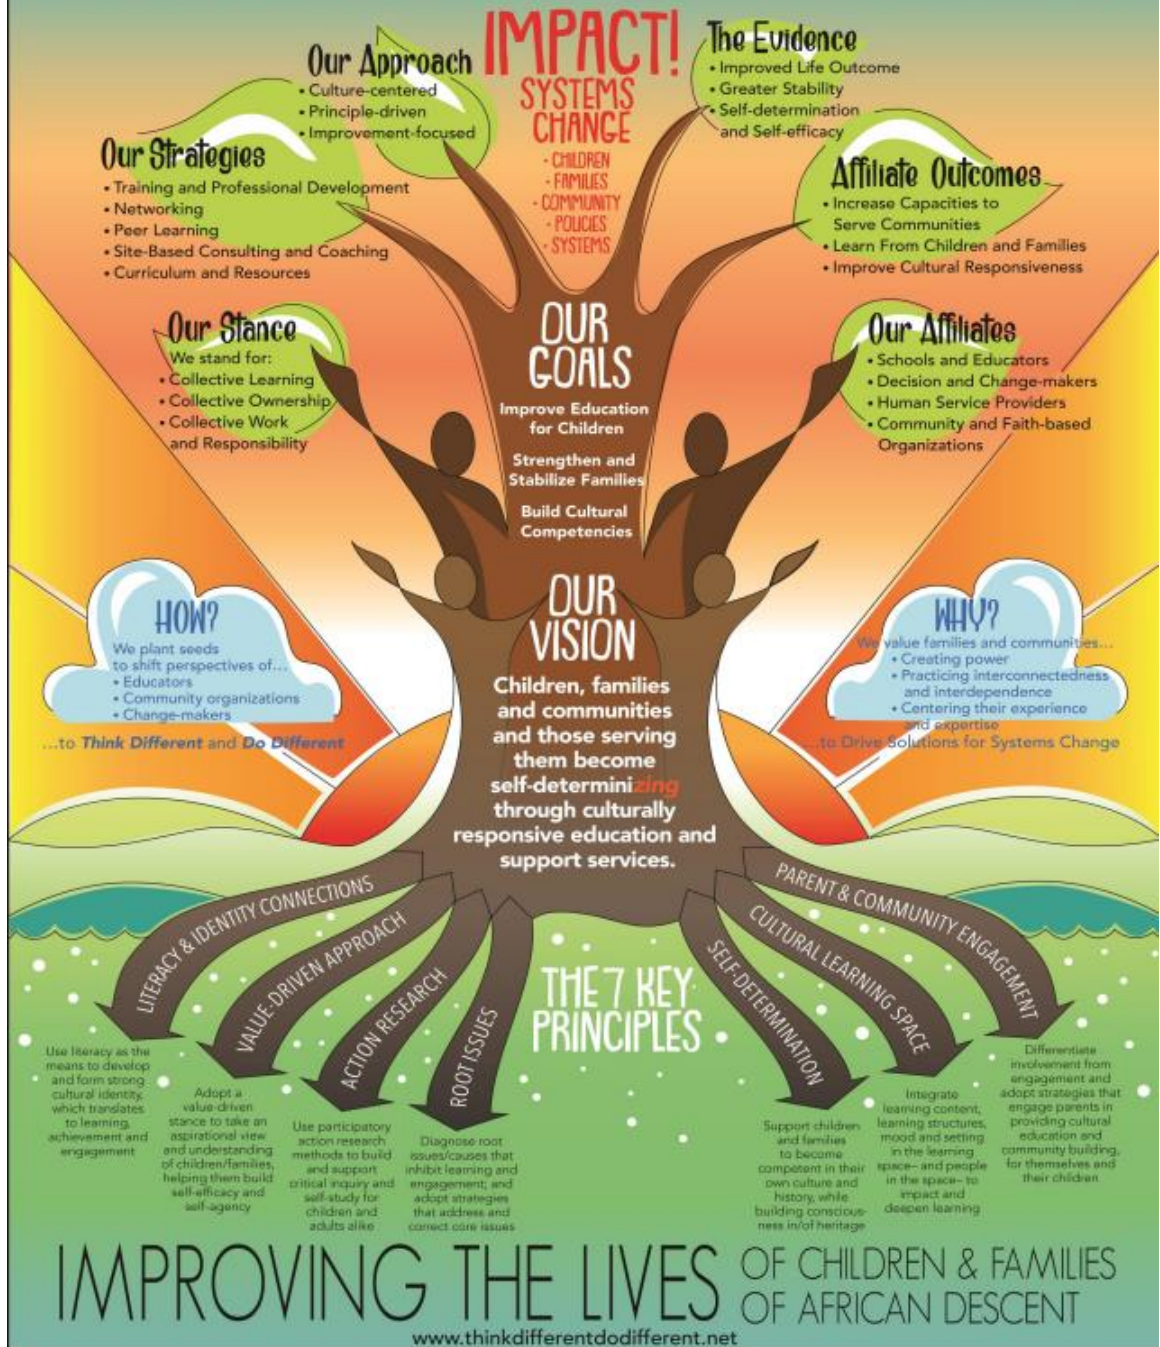 IMPACT!
SYSTEMS
CHANGE
• CHILDREN
• FAMILIES
• COMMUNITY
• POLICIES
• SYSTEMS
Our Approach
• Culture-centered
• Principle-driven
• Improvement-focused
The Evidence
• Improved Life Outcome
• Greater Stability
• Self-determination
and Self-efficacy
Our Strategies
• Training and Professional Development
• Networking
• Peer Learning
• Site-Based Consulting and Coaching
• Curriculum and Resources
Affiliate Outcomes
• Increase Capacities to
Serve Communities
• Learn From Children and Families
• Improve Cultural Responsiveness
Our Stance
We stand for:
• Collective Learning
• Collective Ownership
• Collective Work
and Responsibility
OUR
GOALS
Improve Education
for Children
Strengthen and
Stabilize Families
Build Cultural
Competencies
Our Affiliates
• Schools and Educators
• Decision and Change-makers
• Human Service Providers
• Community and Faith-based
Organizations
HOW?
We plant seeds
to shift perspectives of...
• Educators
• Community organizations
• Change-makers
...to Think Different and Do Different
OUR
VISION
Children, families
and communities
and those serving
them become
self-determinizing
through culturally
responsive education and
support services.
WHY?
We value families and communities...
• Creating power
• Practicing interconnectedness
and interdependence
• Centering their experience
and expertise
...to Drive Solutions for Systems Change
THE 7 KEY
PRINCIPLES
LITERACY & IDENTITY CONNECTIONS
Use literacy as the
means to develop
and form strong
cultural identity,
which translates
to learning,
achievement and
engagement
VALUE-DRIVEN APPROACH
Adopt a
value-driven
stance to take an
aspirational view
and understanding
of children/families,
helping them build
self-efficacy and
self-agency
ACTION RESEARCH
Use participatory
action research
methods to build
and support
critical inquiry and
self-study for
children and
adults alike
ROOT ISSUES
Diagnose root
issues/causes that
inhibit learning and
engagement; and
adopt strategies
that address and
correct core issues
SELF-DETERMINATION
Support children
and families
to become
competent in their
own culture and
history, while
building conscious-
ness in/of heritage
CULTURAL LEARNING SPACE
Integrate
learning content,
learning structures,
mood and setting
in the learning
space– and people
in the space– to
impact and
deepen learning
PARENT & COMMUNITY ENGAGEMENT
Differentiate
involvement from
engagement and
adopt strategies that
engage parents in
providing cultural
education and
community building,
for themselves and
their children
IMPROVING THE LIVES
OF CHILDREN & FAMILIES
OF AFRICAN DESCENT
www.thinkdifferentdodifferent.net